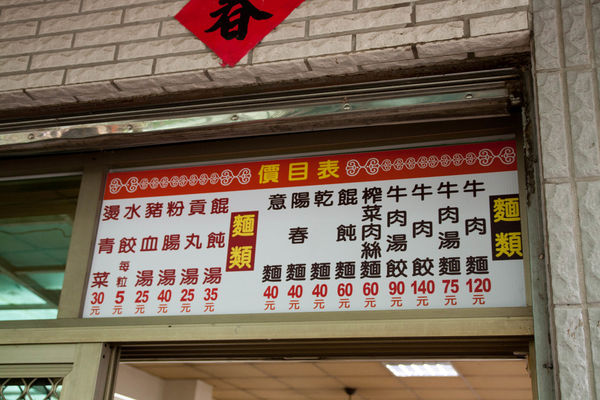 春
價目表
麵類
牛肉麵120元
牛肉湯麵75元
牛肉餃140元
牛肉湯餃90元
榨菜肉絲麵60元
餛飩麵60元
乾麵40元
陽春麵40元
意麵40元
麵類
餛飩湯35元
貢丸湯25元
粉腸湯40元
豬血湯25元
水餃每粒5元
燙青菜30元